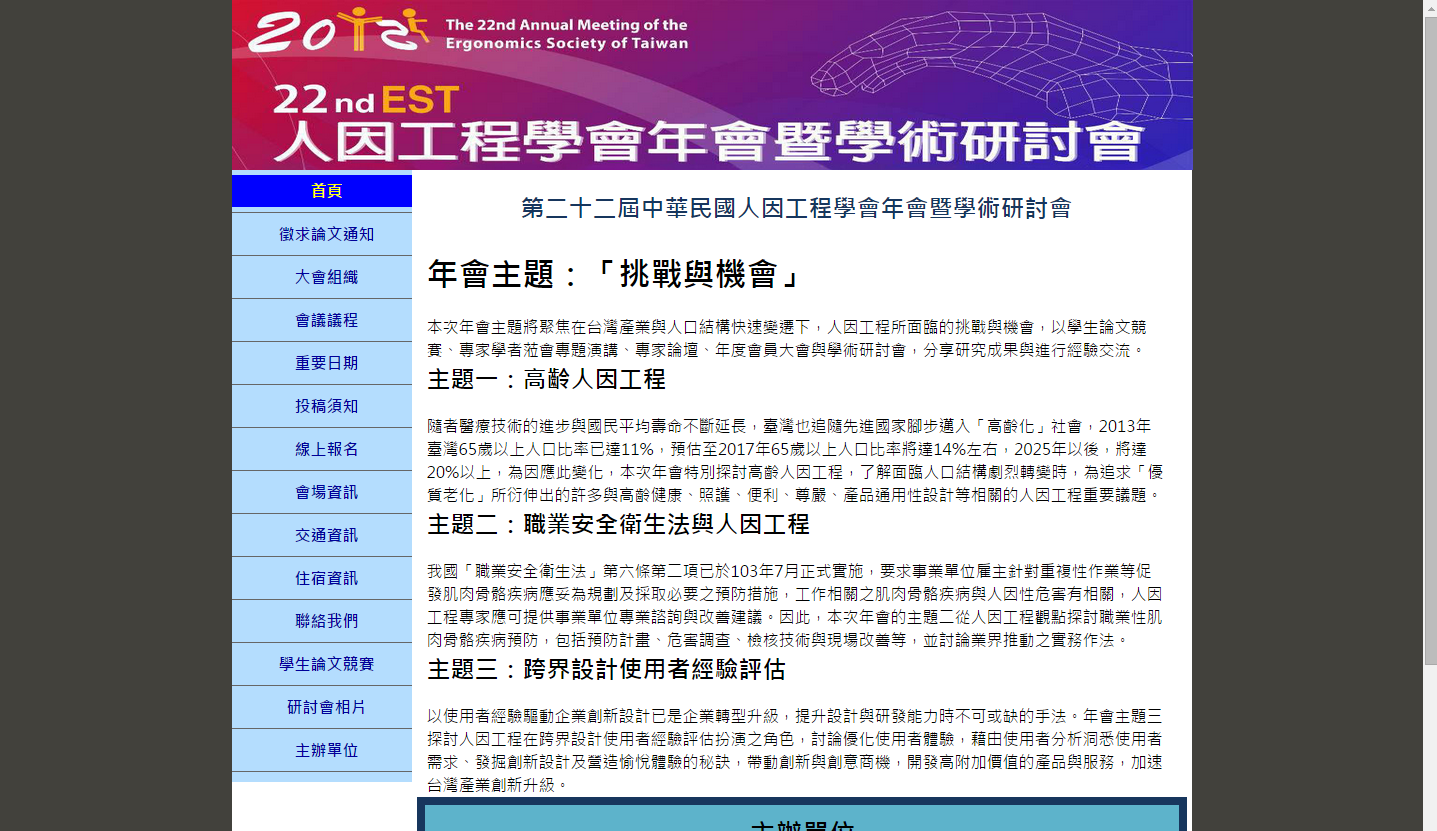 2015 The 22nd Annual Meeting of the
Ergonomics Society of Taiwan
22nd EST
人因工程學會年會暨學術研討會
首頁
徵求論文通知
大會組織
會議議程
重要日期
投稿須知
線上報名
會場資訊
交通資訊
住宿資訊
聯絡我們
學生論文競賽
研討會相片
主辦單位
第二十二屆中華民國人因工程學會年會暨學術研討會
年會主題：「挑戰與機會」
本次年會主題將聚焦在台灣產業與人口結構快速變遷下，人因工程所面臨的挑戰與機會，以學生論文競
賽、專家學者蒞會專題演講、專家論壇、年度會員大會與學術研討會，分享研究成果與進行經驗交流。
主題一：高齡人因工程
隨者醫療技術的進步與國民平均壽命不斷延長，臺灣也追隨先進國家腳步邁入「高齡化」社會，2013年
臺灣65歲以上人口比率已達11%，預估至2017年65歲以上人口比率將達14%左右，2025年以後，將達
20%以上，為因應此變化，本次年會特別探討高齡人因工程，了解面臨人口結構劇烈轉變時，為追求「優
質老化」所衍伸出的許多與高齡健康、照護、便利、尊嚴、產品通用性設計等相關的人因工程重要議題。
主題二：職業安全衛生法與人因工程
我國「職業安全衛生法」第六條第二項已於103年7月正式實施，要求事業單位雇主針對重複性作業等促
發肌肉骨骼疾病應妥為規劃及採取必要之預防措施，工作相關之肌肉骨骼疾病與人因性危害有相關，人因
工程專家應可提供事業單位專業諮詢與改善建議。因此，本次年會的主題二從人因工程觀點探討職業性肌
肉骨骼疾病預防，包括預防計畫、危害調查、檢核技術與現場改善等，並討論業界推動之實務作法。
主題三：跨界設計使用者經驗評估
以使用者經驗驅動企業創新設計已是企業轉型升級，提升設計與研發能力時不可或缺的手法。年會主題三
探討人因工程在跨界設計使用者經驗評估扮演之角色，討論優化使用者體驗，藉由使用者分析洞悉使用者
需求、發掘創新設計及營造愉悅體驗的秘訣，帶動創新與創意商機，開發高附加價值的產品與服務，加速
台灣產業創新升級。
主辦單位